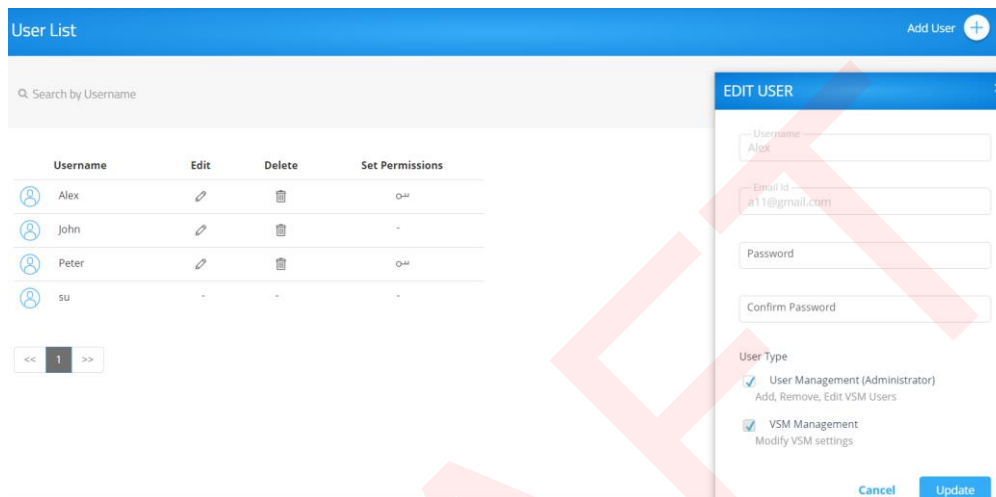 User List
Add User
Search by Username
Username Edit Delete Set Permissions
Alex
John -
Peter
su - - -
<< 1 >>
EDIT USER
Username
Alex
Email Id
a11@gmail.com
Password
Confirm Password
User Type
User Management (Administrator)
Add, Remove, Edit VSM Users
VSM Management
Modify VSM settings
Cancel Update